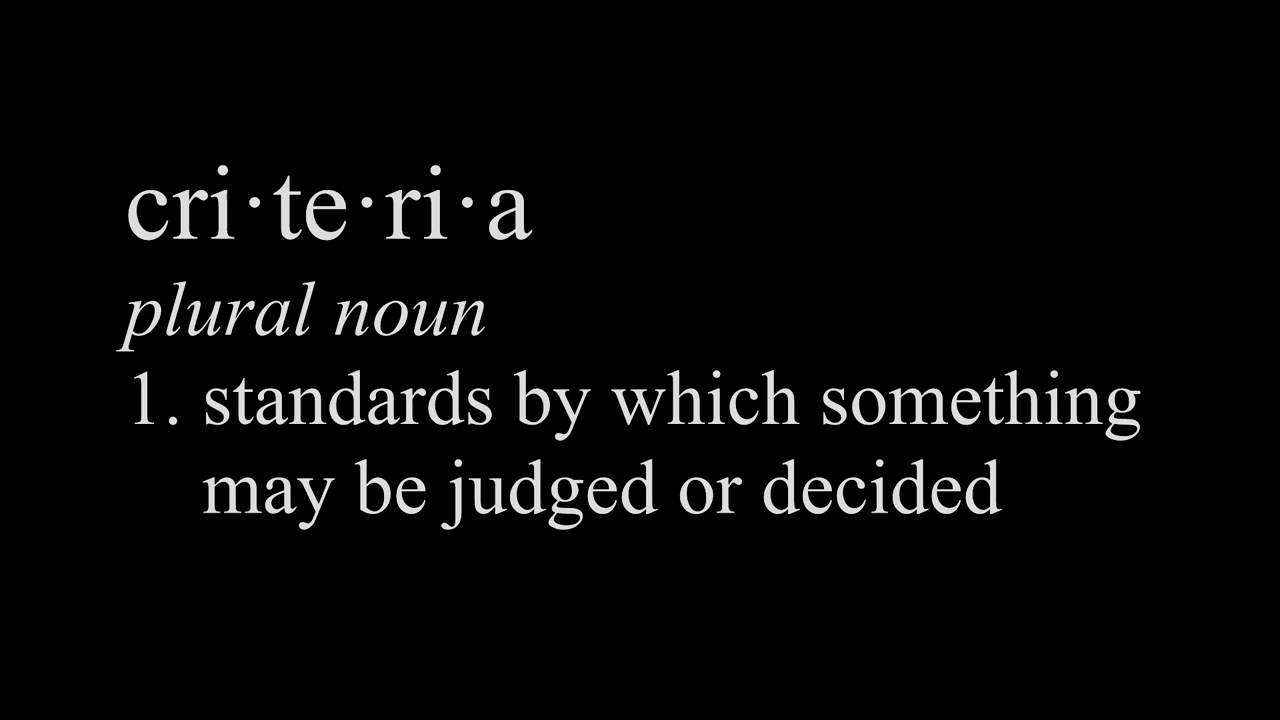 cri·te·ri·a
plural noun
1. standards by which something
may be judged or decided